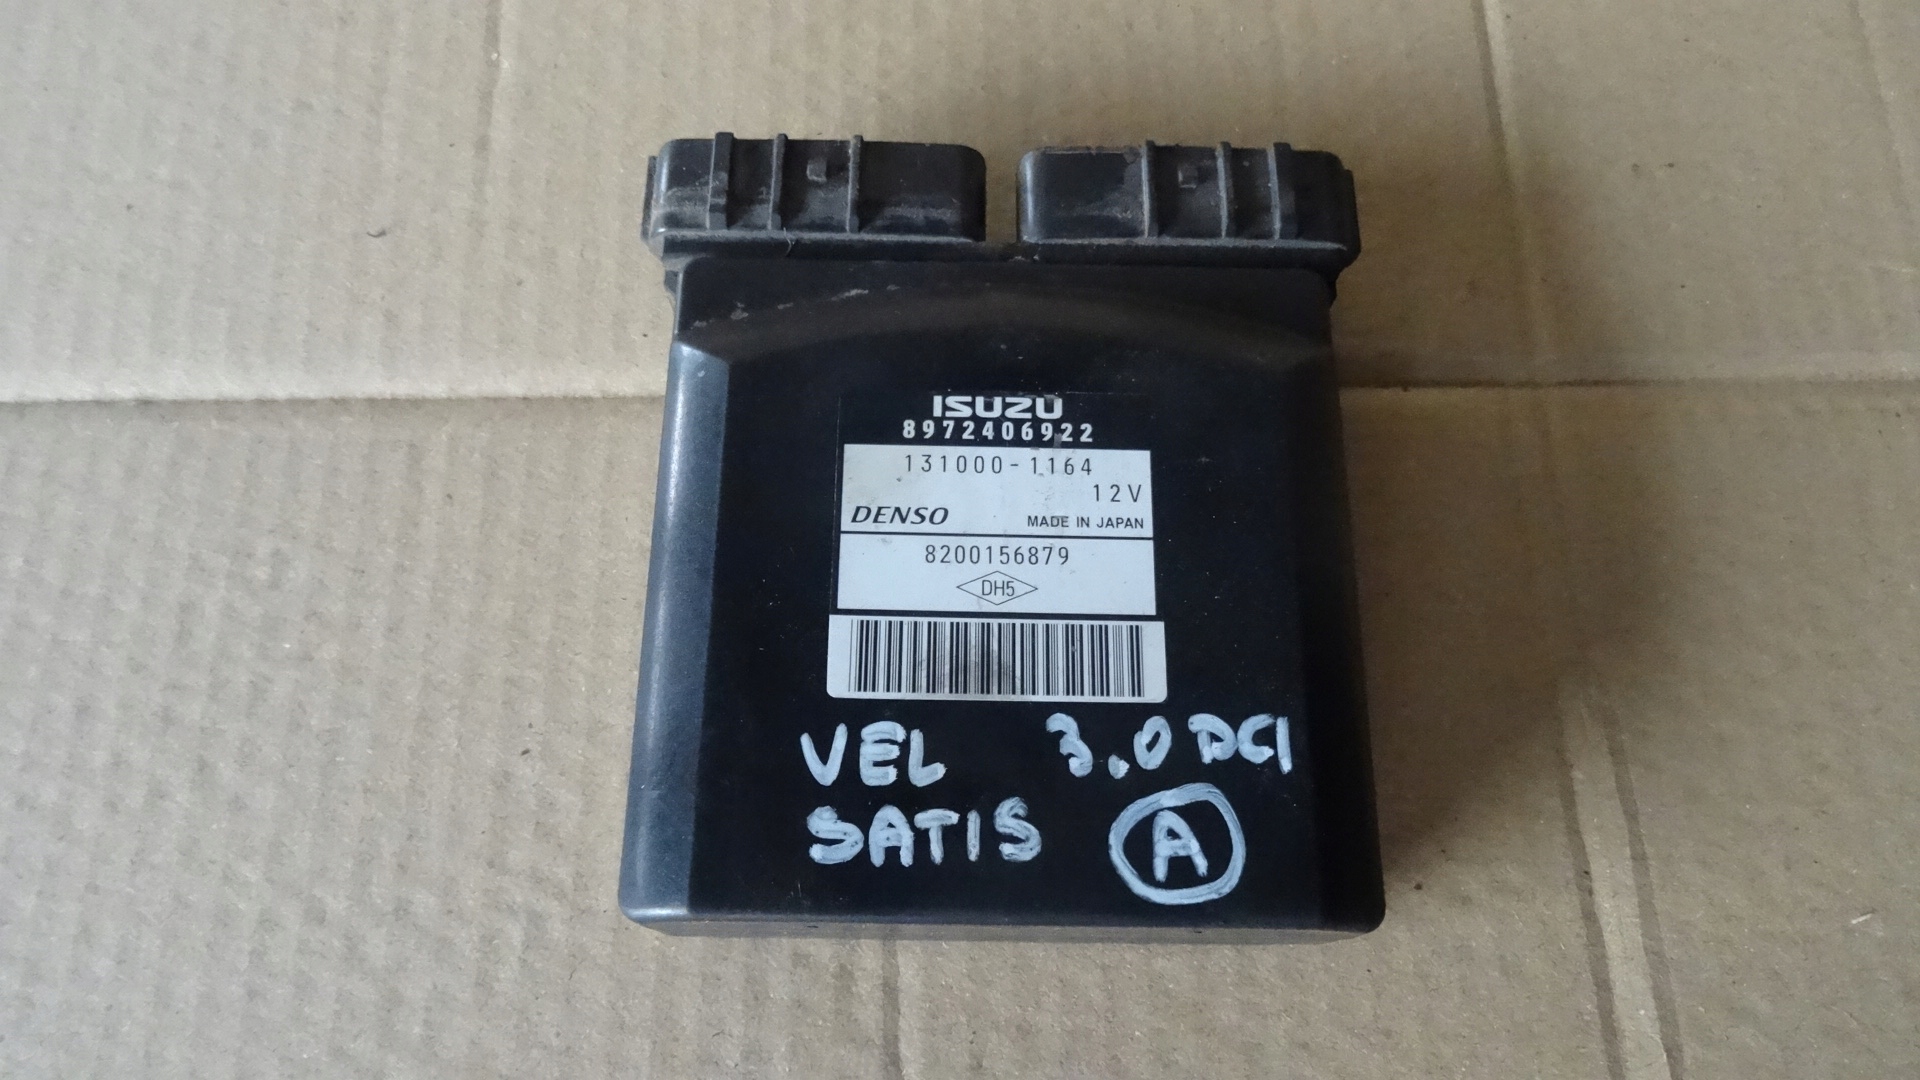 ISUZU
8972406922
131000-1164
12V
DENSO MADE IN JAPAN
8200156879
DH5
VEL 3.0 DCI
SATIS A